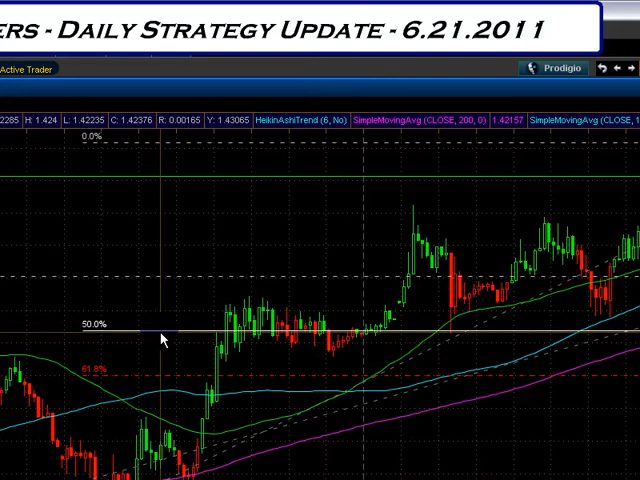 ERS - DAILY STRATEGY UPDATE - 6.21.2011
Active Trader
Prodigio
2285 H: 1.424 L: 1.42235 C: 1.42376 R: 0.00165 Y: 1.43065 HeikinAshiTrend (6, No) SimpleMovingAvg (CLOSE, 200, 0) 1.42157 SimpleMovingAvg (CLOSE, 1
0.0%
50.0%
61.8%